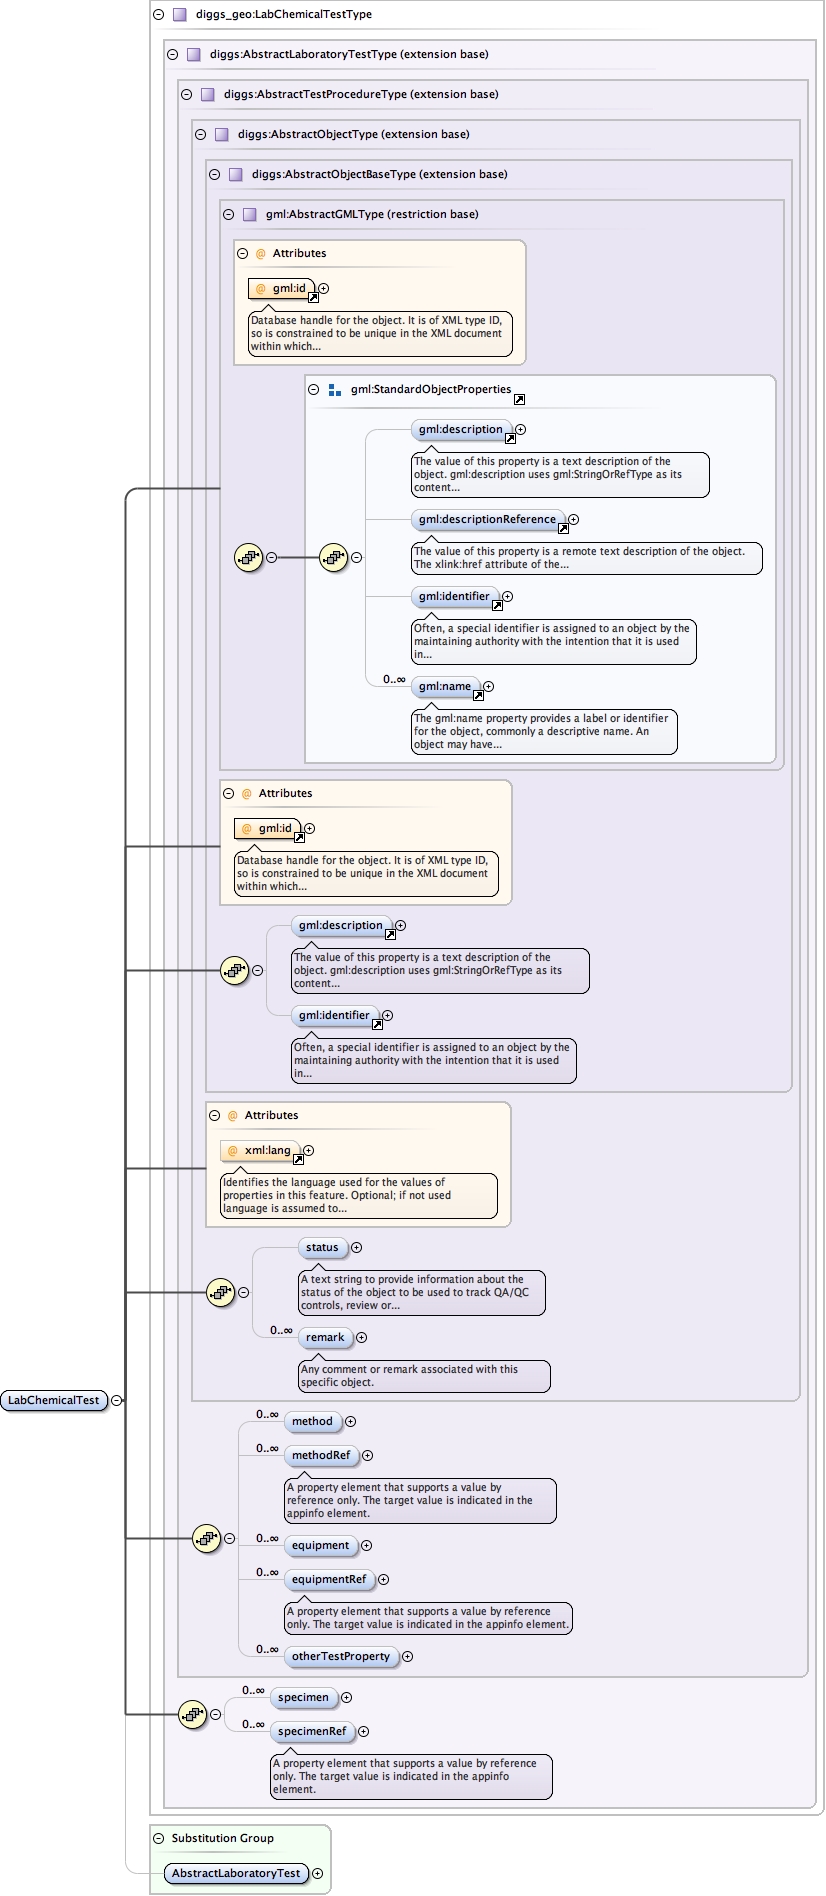 diggs_geo:LabChemicalTestType
diggs:AbstractLaboratoryTestType (extension base)
diggs:AbstractTestProcedureType (extension base)
diggs:AbstractObjectType (extension base)
diggs:AbstractObjectBaseType (extension base)
gml:AbstractGMLType (restriction base)
@ Attributes
@ gml:id
Database handle for the object. It is of XML type ID,
so is constrained to be unique in the XML document
within which...
gml:StandardObjectProperties
gml:description
The value of this property is a text description of the
object. gml:description uses gml:StringOrRefType as its
content...
gml:descriptionReference
The value of this property is a remote text description of the object.
The xlink:href attribute of the...
gml:identifier
Often, a special identifier is assigned to an object by the
maintaining authority with the intention that it is used
in...
0..∞
gml:name
The gml:name property provides a label or identifier
for the object, commonly a descriptive name. An
object may have...
@ Attributes
@ gml:id
Database handle for the object. It is of XML type ID,
so is constrained to be unique in the XML document
within which...
gml:description
The value of this property is a text description of the
object. gml:description uses gml:StringOrRefType as its
content...
gml:identifier
Often, a special identifier is assigned to an object by the
maintaining authority with the intention that it is used
in...
@ Attributes
@ xml:lang
Identifies the language used for the values of
properties in this feature. Optional; if not used
language is assumed to...
status
A text string to provide information about the
status of the object to be used to track QA/QC
controls, review or...
0..∞
remark
Any comment or remark associated with this
specific object.
LabChemicalTest
0..∞
method
0..∞
methodRef
A property element that supports a value by
reference only. The target value is indicated in the
appinfo element.
0..∞
equipment
0..∞
equipmentRef
A property element that supports a value by reference
only. The target value is indicated in the appinfo element.
0..∞
otherTestProperty
0..∞
specimen
0..∞
specimenRef
A property element that supports a value by reference
only. The target value is indicated in the appinfo
element.
Substitution Group
AbstractLaboratoryTest